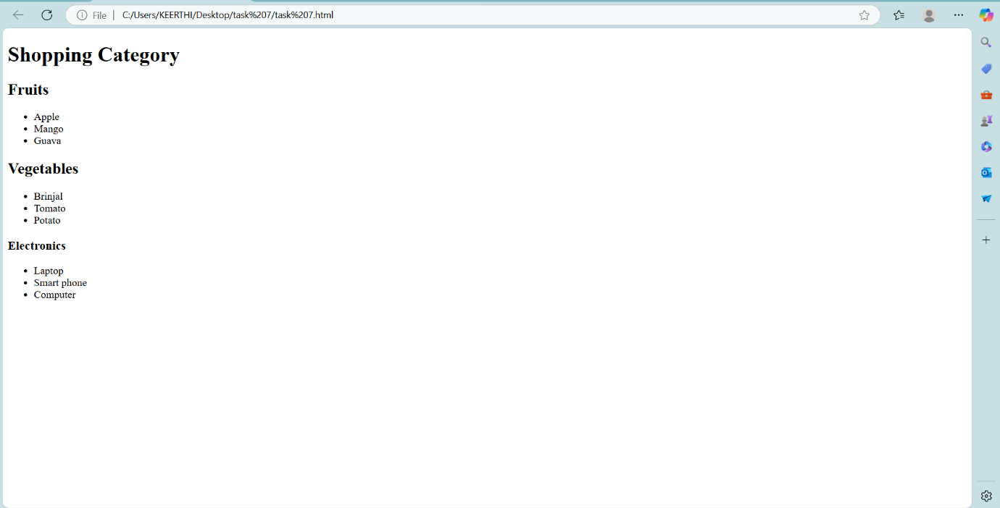 File | C:/Users/KEERTHI/Desktop/task%207/task%207.html
Shopping Category
Fruits
• Apple
• Mango
• Guava
Vegetables
• Brinjal
• Tomato
• Potato
Electronics
• Laptop
• Smart phone
• Computer